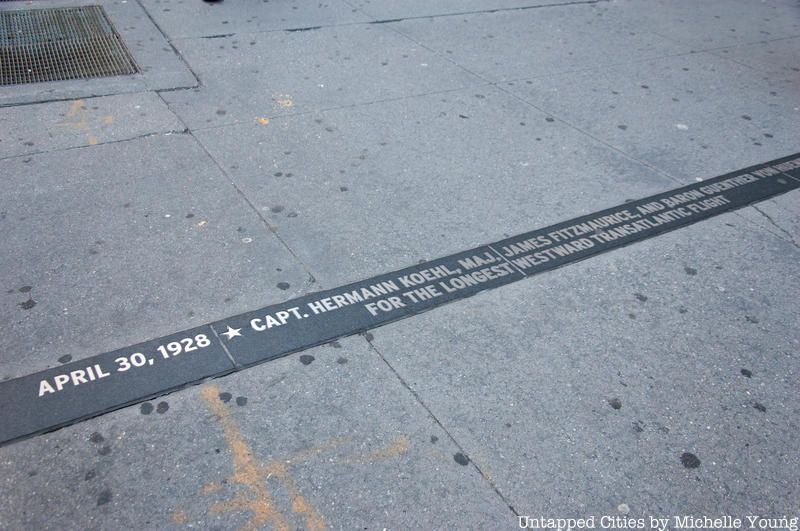 APRIL 30, 1928 ★ CAPT. HERMANN KOEHL, MAJ. JAMES FITZMAURICE, AND BARON GUENTHER VON
FOR THE LONGEST WESTWARD TRANSATLANTIC FLIGHT
Untapped Cities by Michelle Young